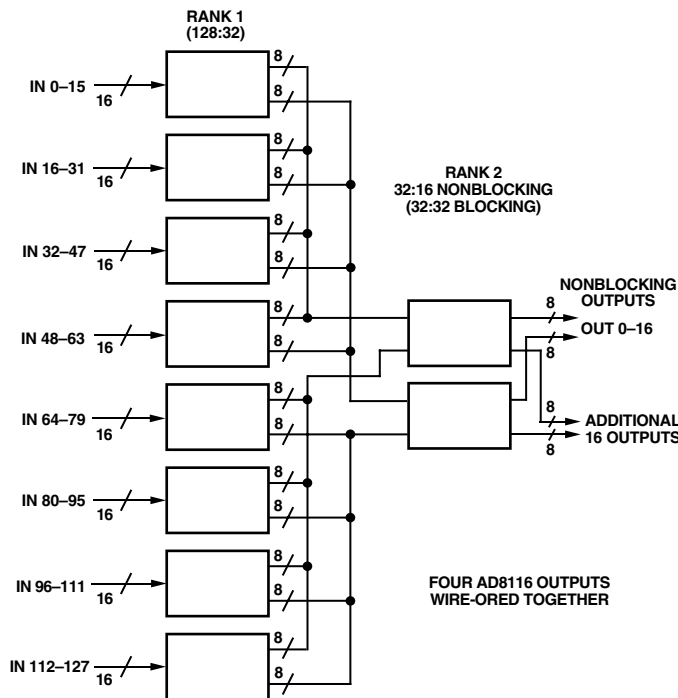 RANK 1
(128:32)
8
IN 0–15
16
8
8
IN 16–31
16
8
RANK 2
32:16 NONBLOCKING
(32:32 BLOCKING)
8
IN 32–47
16
8
8
IN 48–63
16
8
8
NONBLOCKING
OUTPUTS
OUT 0–16
8
8
IN 64–79
16
8
8
ADDITIONAL
16 OUTPUTS
8
8
IN 80–95
16
8
8
IN 96–111
16
8
FOUR AD8116 OUTPUTS
WIRE-ORED TOGETHER
8
IN 112–127
16
8